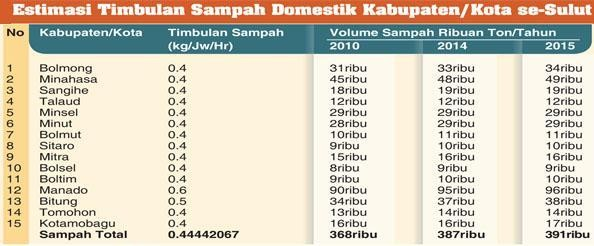 Estimasi Timbulan Sampah Domestik Kabupaten/Kota se-Sulut
No Kabupaten/Kota Timbulan Sampah Volume Sampah Ribuan Ton/Tahun
(kg/Jw/Hr) 2010 2014 2015
1 Bolmong 0.4 31ribu 33ribu 34ribu
2 Minahasa 0.4 45ribu 48ribu 49ribu
3 Sangihe 0.4 18ribu 19ribu 19ribu
4 Talaud 0.4 12ribu 12ribu 12ribu
5 Minsel 0.4 29ribu 29ribu 29ribu
6 Minut 0.4 28ribu 29ribu 29ribu
7 Bolmut 0.4 10ribu 11ribu 11ribu
8 Sitaro 0.4 9ribu 10ribu 10ribu
9 Mitra 0.4 15ribu 16ribu 16ribu
10 Bolsel 0.4 8ribu 9ribu 9ribu
11 Boltim 0.4 9ribu 10ribu 10ribu
12 Manado 0.6 90ribu 95ribu 96ribu
13 Bitung 0.5 34ribu 37ribu 38ribu
14 Tomohon 0.4 13ribu 14ribu 14ribu
15 Kotamobagu 0.4 16ribu 16ribu 17ribu
Sampah Total 0.44442067 368ribu 387ribu 391ribu